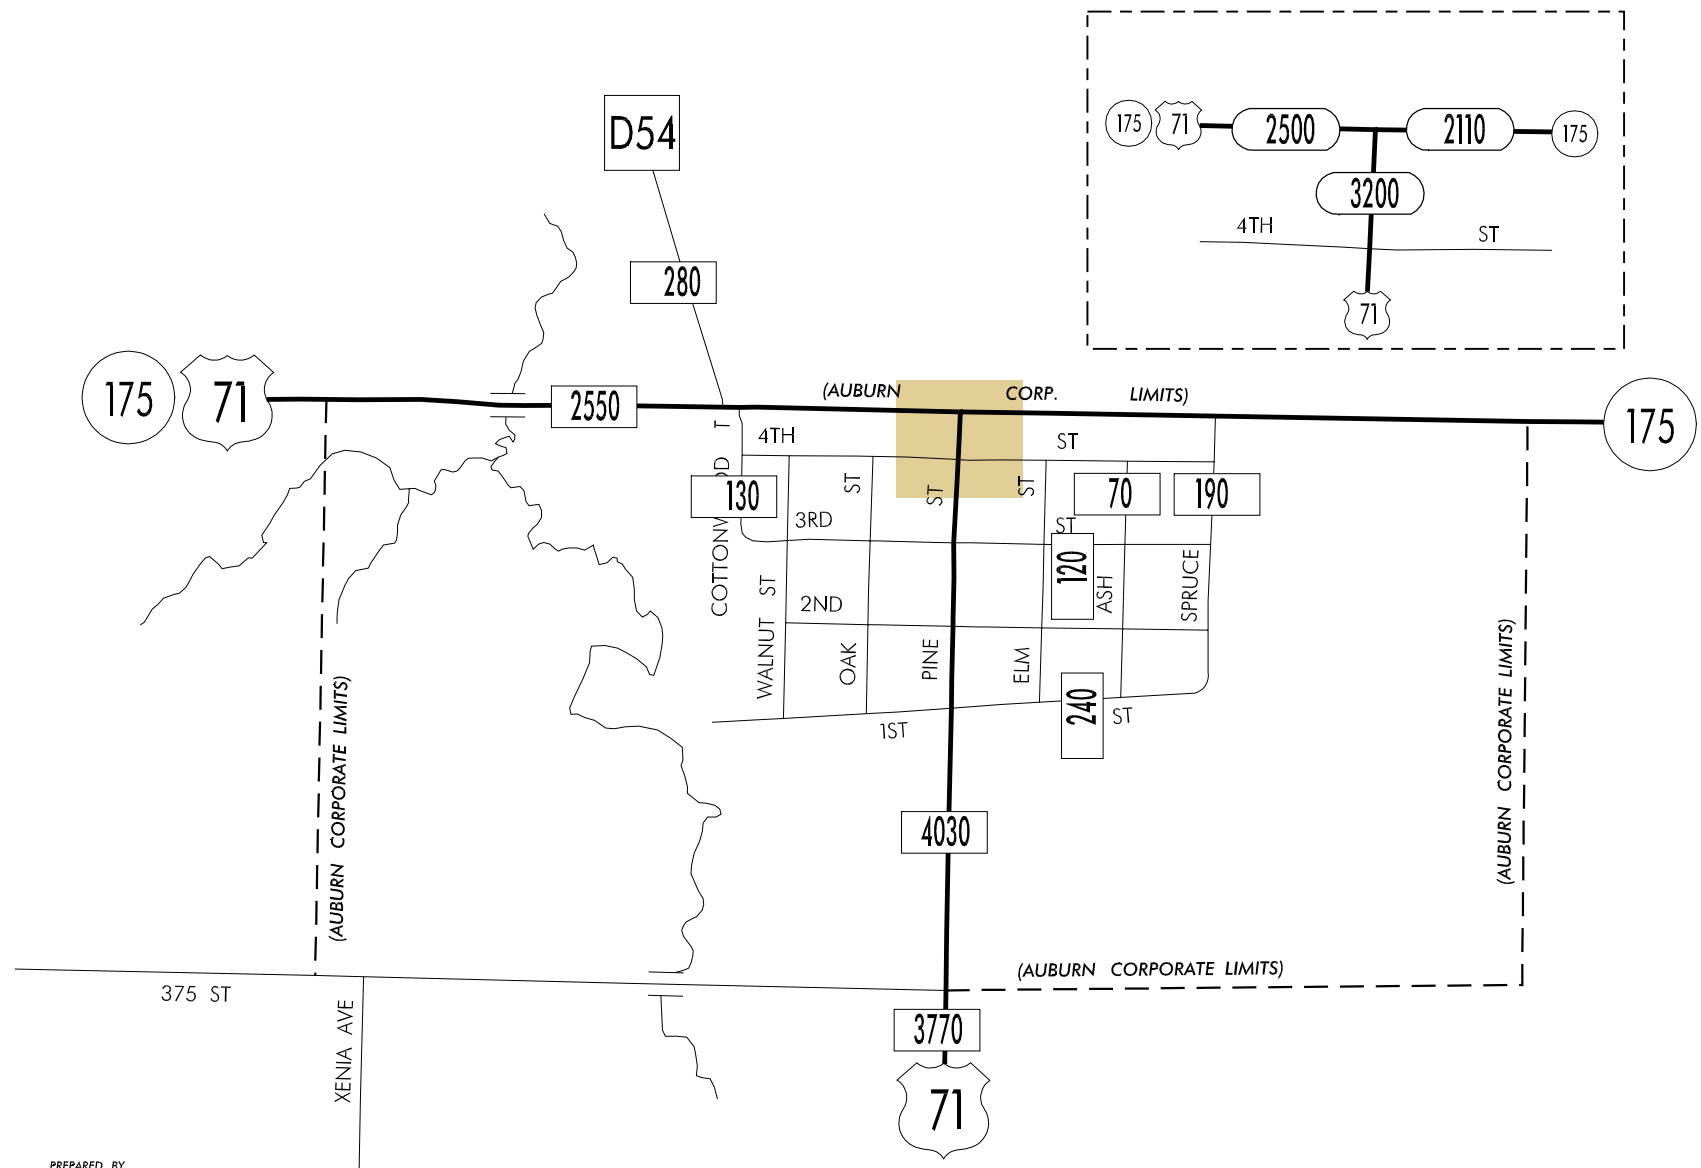 175
71
2500
2110
175
3200
4TH ST
71
D54
280
175
71
2550
(AUBURN CORP. LIMITS)
175
4TH ST
130
ST
ST
ST
70
190
3RD ST
120
2ND
WALNUT ST
OAK
PINE
ELM
ASH
SPRUCE
240
1ST ST
(AUBURN CORPORATE LIMITS)
(AUBURN CORPORATE LIMITS)
4030
(AUBURN CORPORATE LIMITS)
375 ST
XENIA AVE
3770
71
PREPARED BY